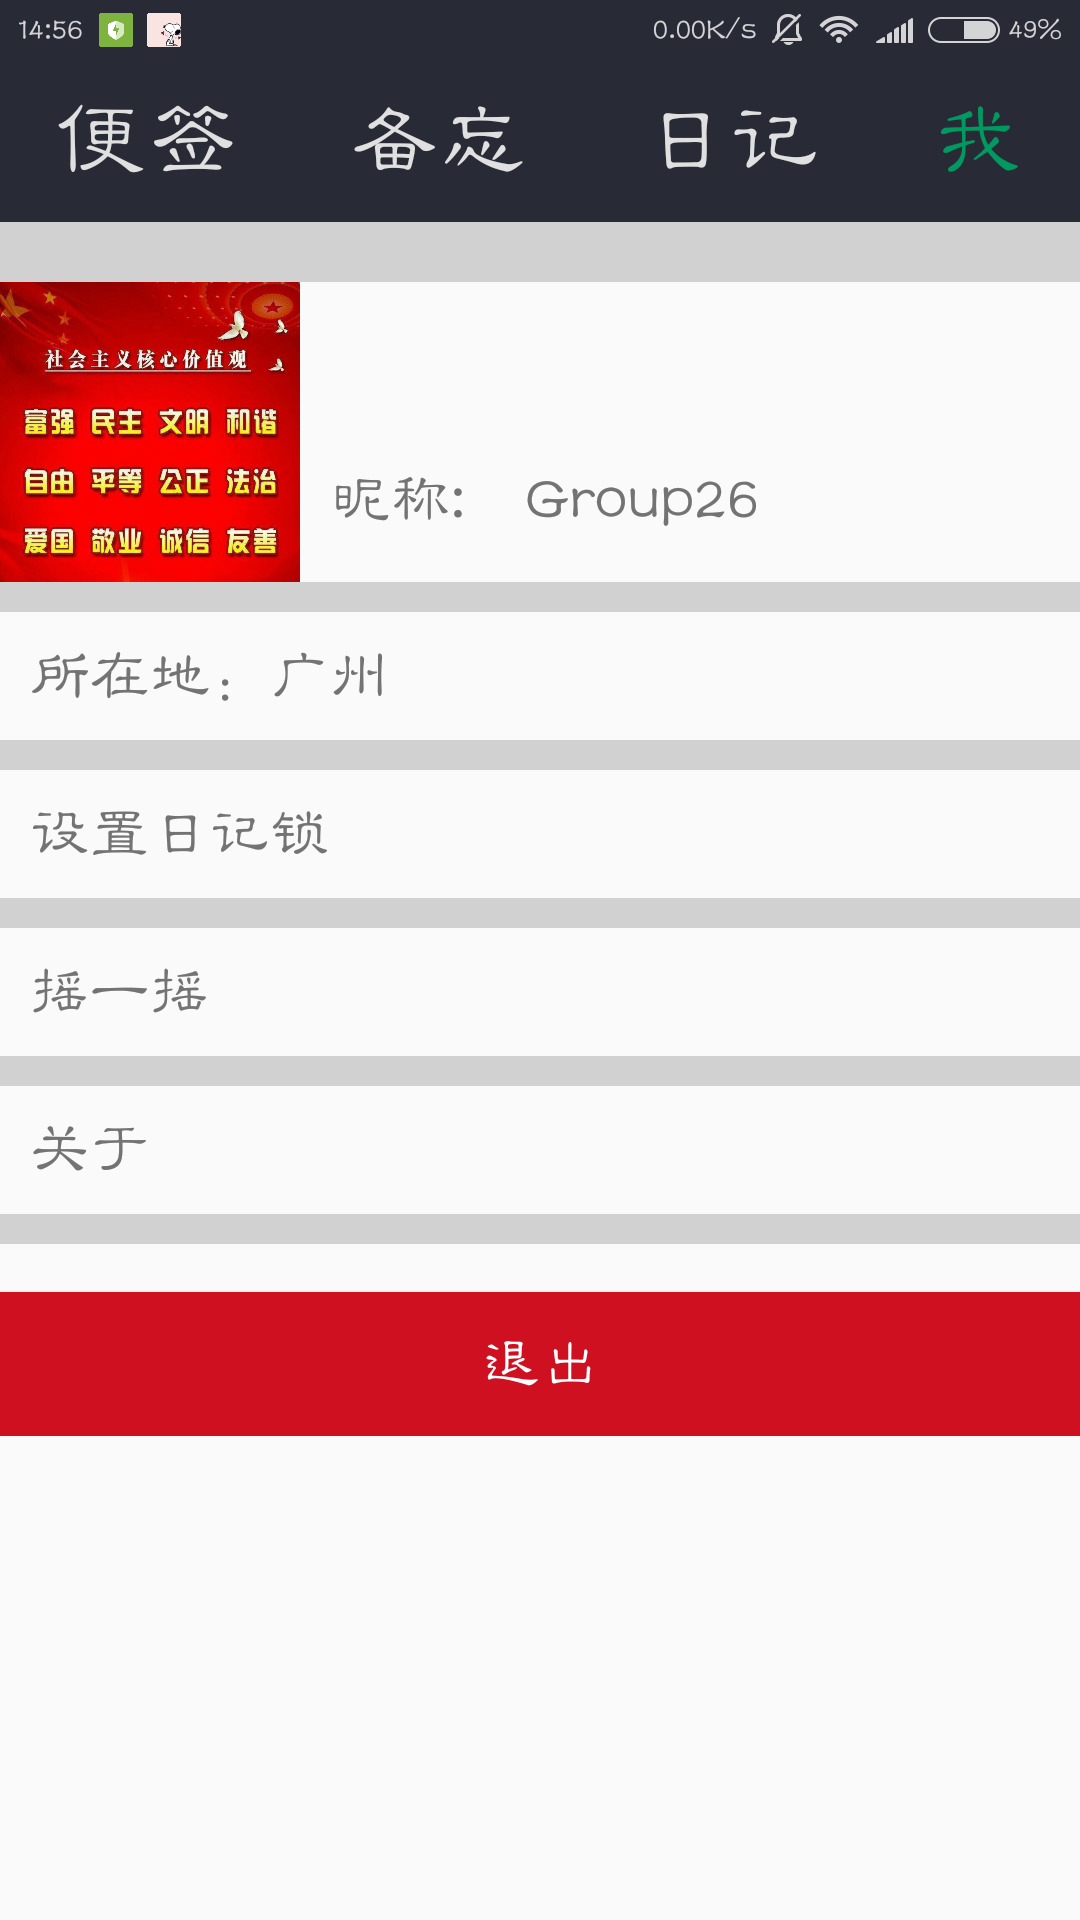 14:56 0.00K/s 49%
便签 备忘 日记 我
社会主义核心价值观
富强 民主 文明 和谐
自由 平等 公正 法治
爱国 敬业 诚信 友善
昵称: Group26
所在地：广州
设置日记锁
摇一摇
关于
退出